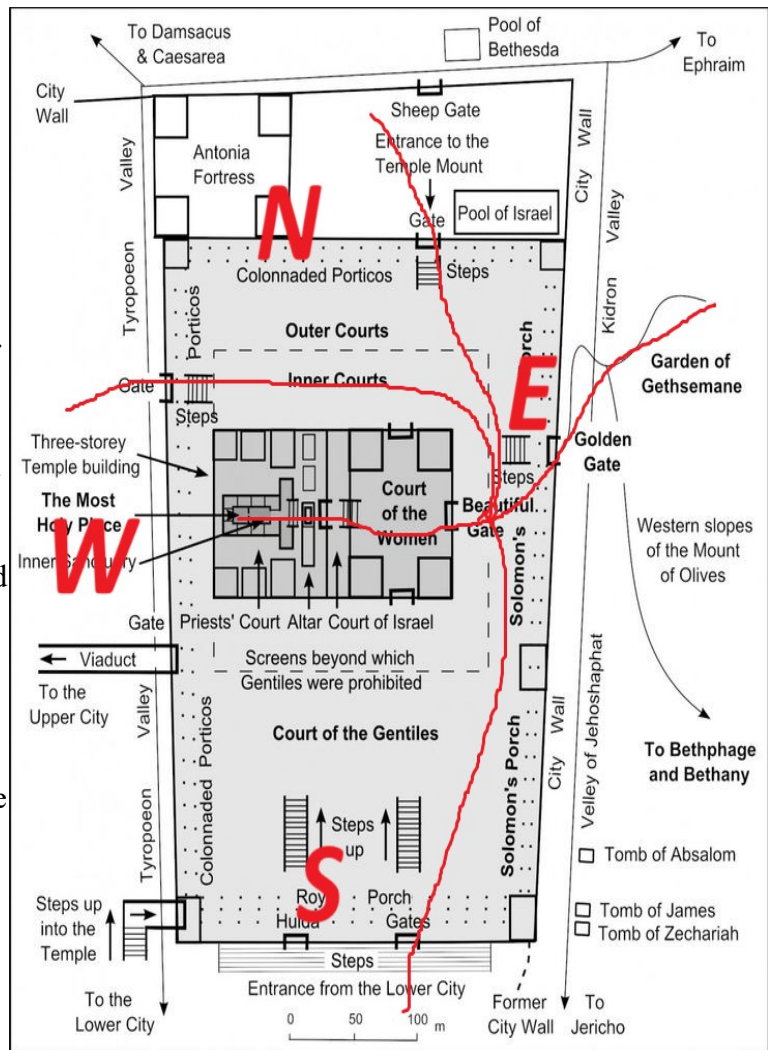 To Damsacus
& Caesarea
Pool of
Bethesda
To
Ephraim
City
Wall
Sheep Gate
Antonia
Fortress
Entrance to the
Temple Mount
City Wall
Valley
Pool of Israel
Gate
N
Valley
Colonnaded Porticos
Steps
Tyropoeon
Porticos
Outer Courts
Kidron
Porch
E
Garden of
Gethsemane
Inner Courts
Gate
Steps
Three-storey
Temple building
Golden
Gate
Steps
The Most
Holy Place
Court
of the
Women
Beautiful
Gate
W
Inner Sanctuary
Western slopes
of the Mount
of Olives
Solomon's
Gate
Priests' Court
Altar
Court of Israel
Viaduct
Screens beyond which
Gentiles were prohibited
To the
Upper City
Valley
Court of the Gentiles
Velley of Jehoshaphat
City Wall
To Bethphage
and Bethany
Colonnaded Porticos
Solomon's Porch
Tyropoeon
Steps
up
Tomb of Absalom
S
Steps up
into the
Temple
Porch
Gates
Tomb of James
Tomb of Zechariah
Steps
Entrance from the Lower City
To the
Lower City
Former
City Wall
To
Jericho
0 50 100 m